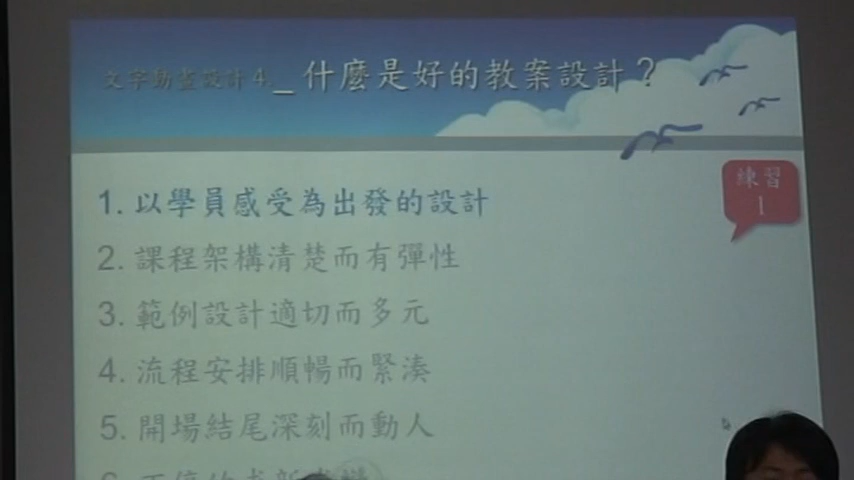 文字動畫設計4._什麼是好的教案設計？
練習
1
1. 以學員感受為出發的設計
2. 課程架構清楚而有彈性
3. 範例設計適切而多元
4. 流程安排順暢而緊湊
5. 開場結尾深刻而動人